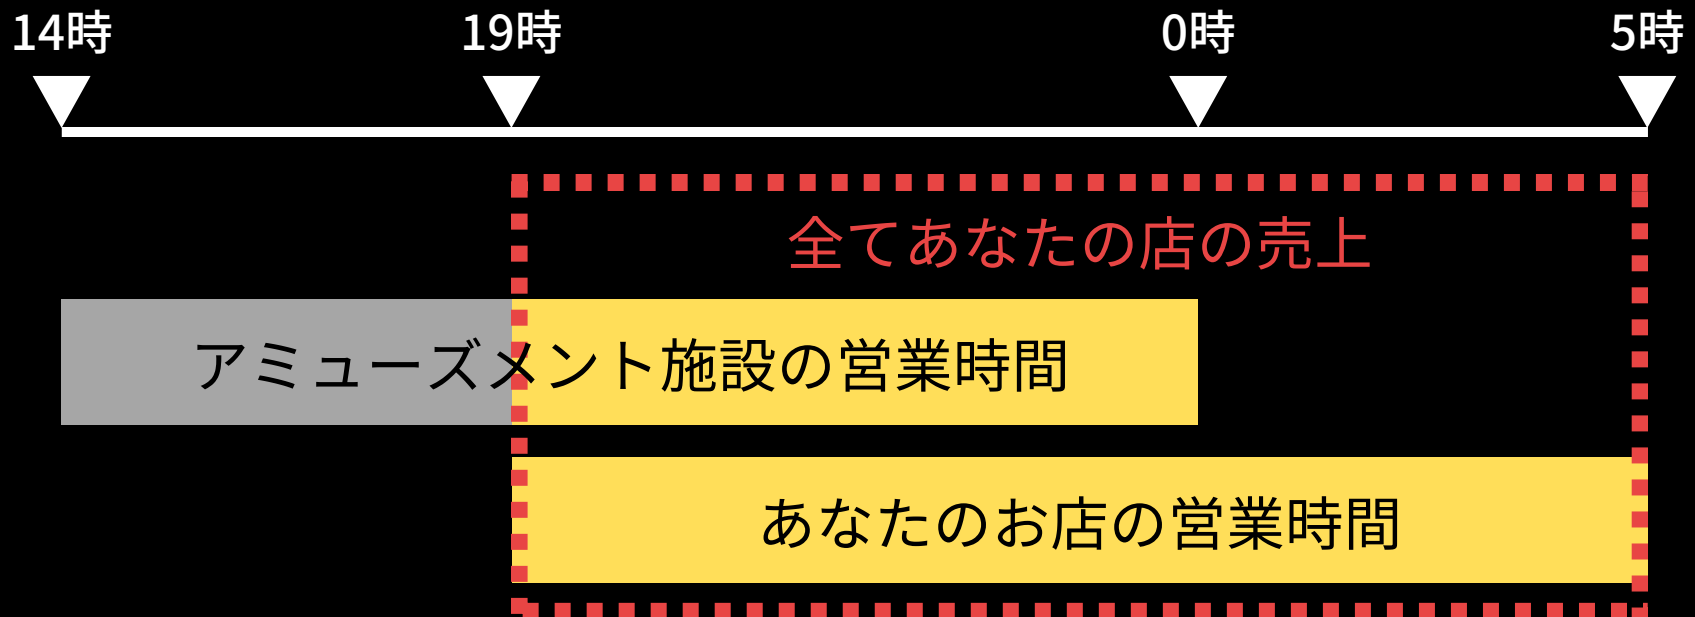 14時 19時 0時 5時
全てあなたの店の売上
アミューズメント施設の営業時間
あなたのお店の営業時間